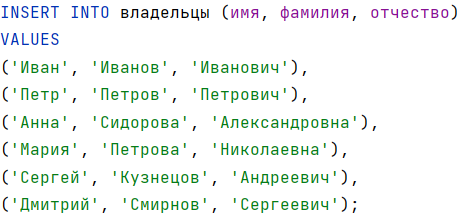 INSERT INTO владельцы (имя, фамилия, отчество)
VALUES
('Иван', 'Иванов', 'Иванович'),
('Петр', 'Петров', 'Петрович'),
('Анна', 'Сидорова', 'Александровна'),
('Мария', 'Петрова', 'Николаевна'),
('Сергей', 'Кузнецов', 'Андреевич'),
('Дмитрий', 'Смирнов', 'Сергеевич');